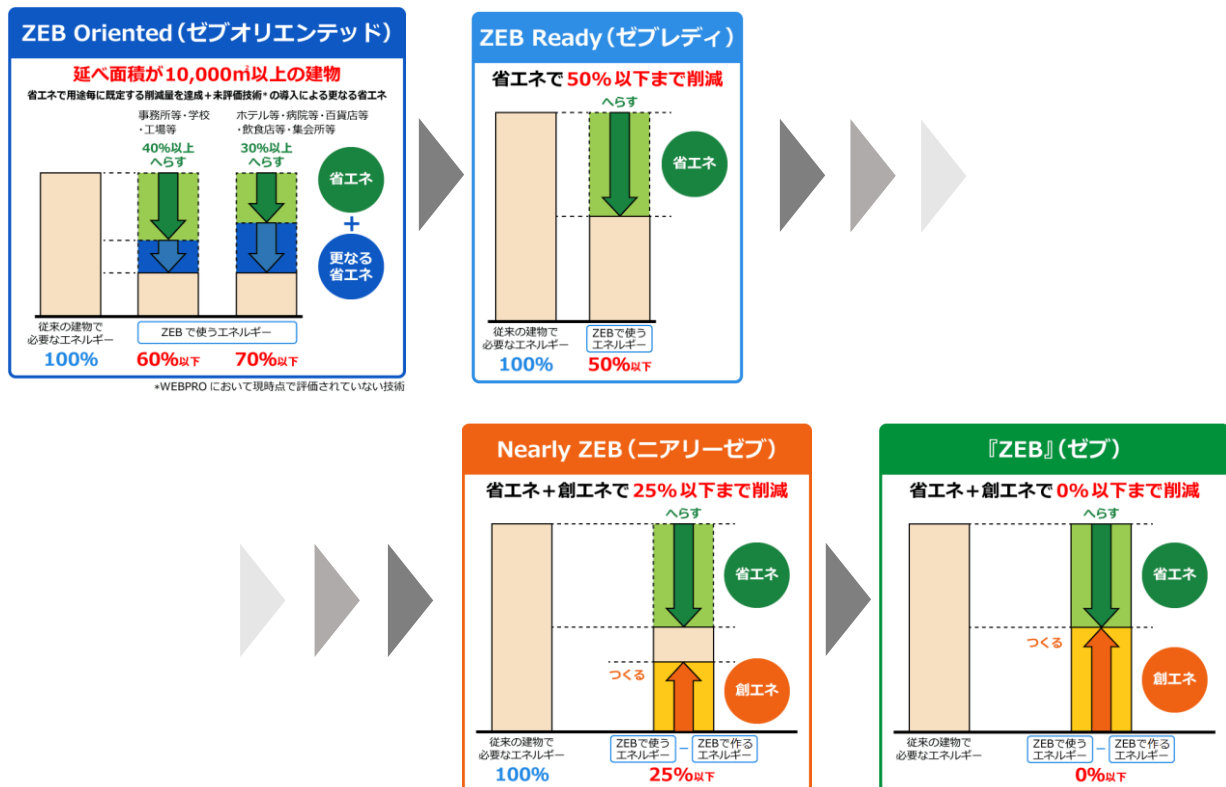 ZEB Oriented（ゼブオリエンテッド）
延べ面積が10,000㎡以上の建物
省エネで用途毎に既定する削減量を達成＋未評価技術*の導入による更なる省エネ
事務所等・学校
・工場等
40%以上
へらす
ホテル等・病院等・百貨店等
・飲食店等・集会所等
30%以上
へらす
省エネ
+
更なる
省エネ
従来の建物で
必要なエネルギー
100%
ZEBで使うエネルギー
60%以下
70%以下
*WEBPROにおいて現時点で評価されていない技術
ZEB Ready（ゼブレディ）
省エネで50%以下まで削減
へらす
省エネ
従来の建物で
必要なエネルギー
100%
ZEBで使う
エネルギー
50%以下
Nearly ZEB（ニアリーゼブ）
省エネ＋創エネで25%以下まで削減
へらす
省エネ
つくる
創エネ
従来の建物で
必要なエネルギー
100%
ZEBで使う
エネルギー
−
ZEBで作る
エネルギー
25%以下
『ZEB』（ゼブ）
省エネ＋創エネで0%以下まで削減
へらす
省エネ
つくる
創エネ
従来の建物で
必要なエネルギー
ZEBで使う
エネルギー
−
ZEBで作る
エネルギー
0%以下